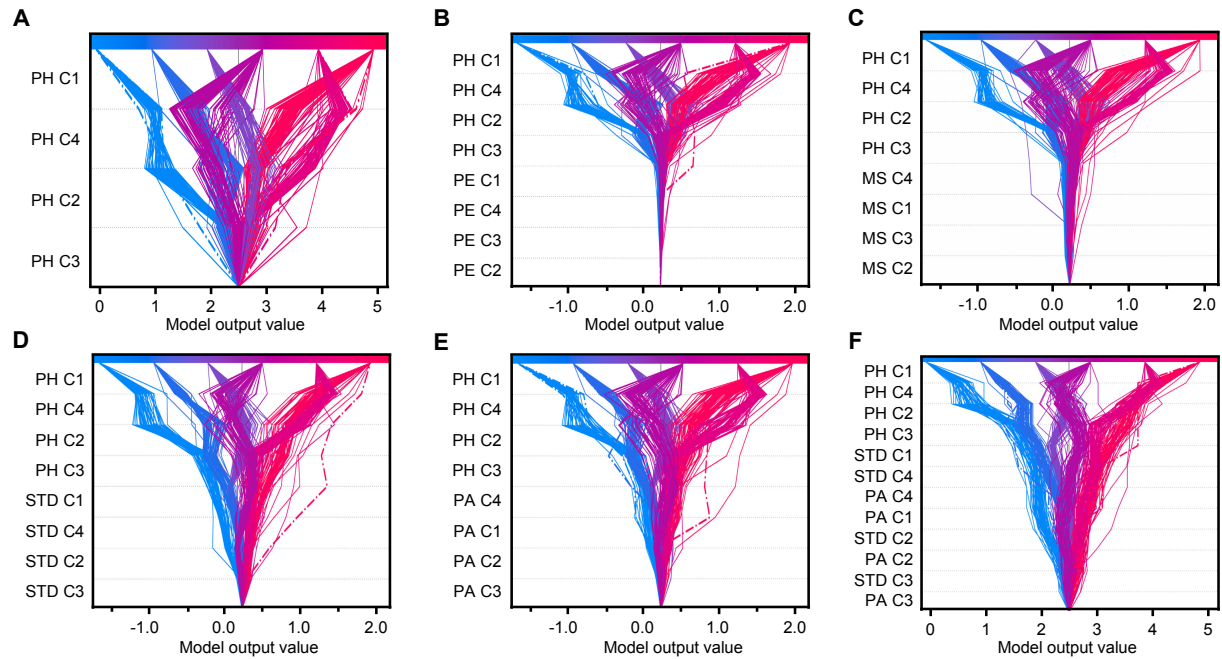 A
PH C1
PH C4
PH C2
PH C3
0 1 2 3 4 5
Model output value
B
PH C1
PH C4
PH C2
PH C3
PE C1
PE C4
PE C3
PE C2
-1.0 0.0 1.0 2.0
Model output value
C
PH C1
PH C4
PH C2
PH C3
MS C4
MS C1
MS C3
MS C2
-1.0 0.0 1.0 2.0
Model output value
D
PH C1
PH C4
PH C2
PH C3
STD C1
STD C4
STD C2
STD C3
-1.0 0.0 1.0 2.0
Model output value
E
PH C1
PH C4
PH C2
PH C3
PA C4
PA C1
PA C2
PA C3
-1.0 0.0 1.0 2.0
Model output value
F
PH C1
PH C4
PH C2
PH C3
STD C1
STD C4
PA C4
PA C1
STD C2
PA C2
STD C3
PA C3
0 1 2 3 4 5
Model output value